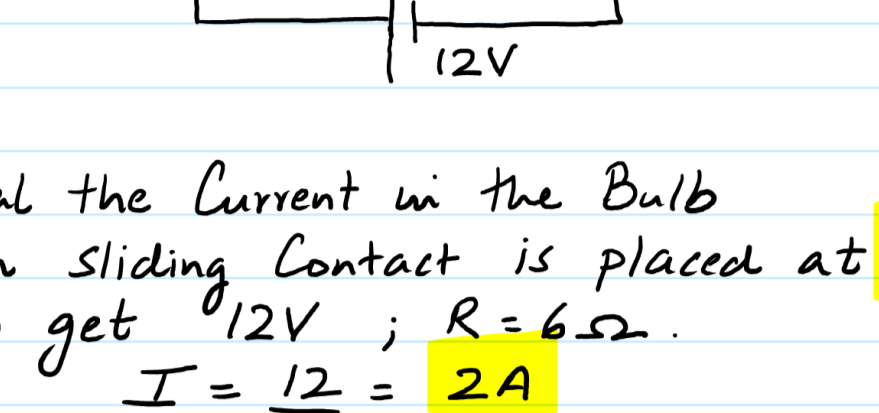 12V
the Current in the Bulb
sliding Contact is placed at
get 12V ; R = 6Ω .
I = 12 = 2A